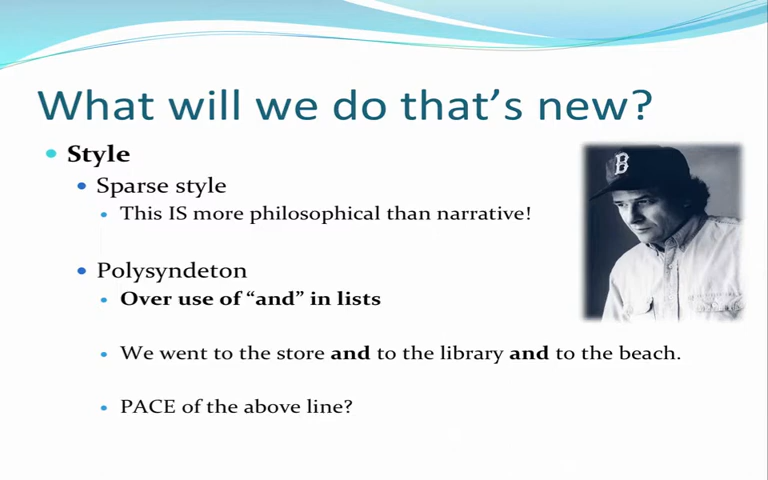 What will we do that's new?
• Style
• Sparse style
• This IS more philosophical than narrative!
B
• Polysyndeton
• Over use of “and” in lists
• We went to the store and to the library and to the beach.
• PACE of the above line?